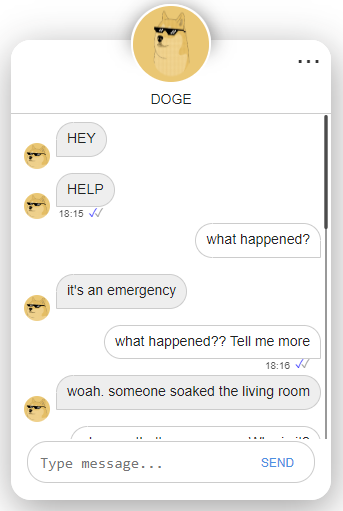 DOGE
HEY
HELP
18:15
what happened?
it's an emergency
what happened?? Tell me more
18:16
woah. someone soaked the living room
Type message...
SEND